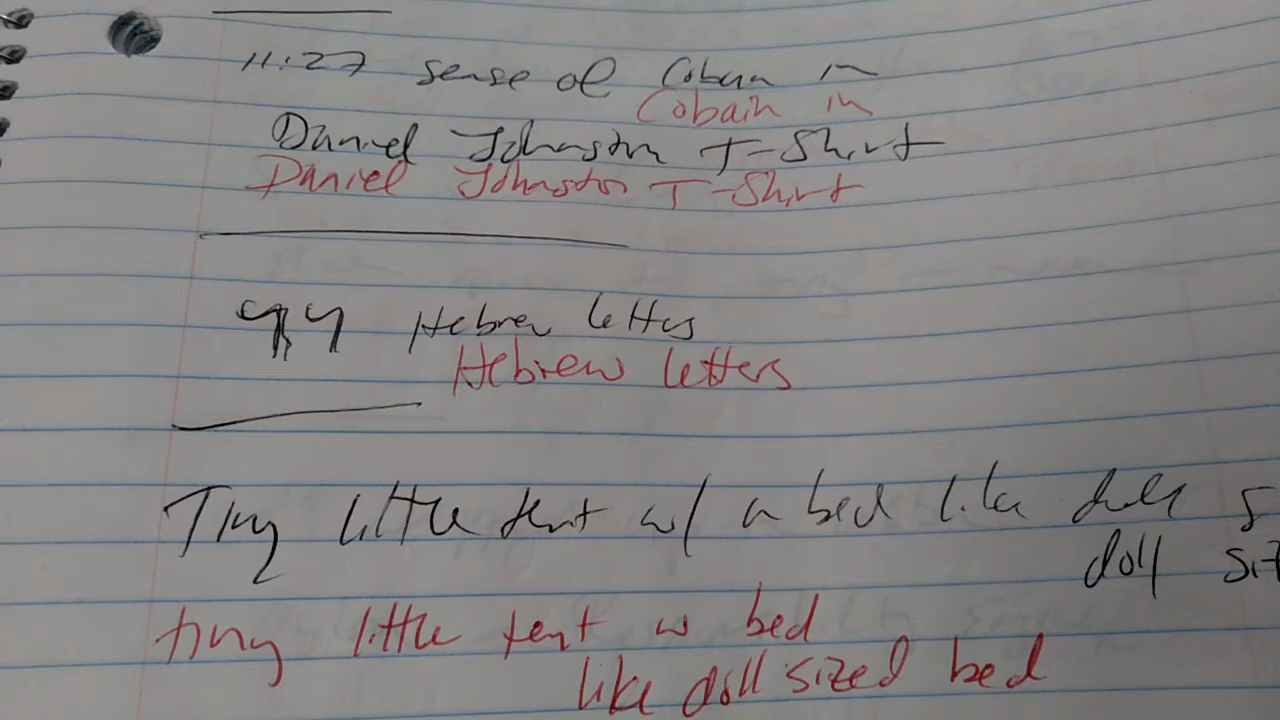 11:27 sense of Cobain in
Cobain in
Daniel Johnston T-Shirt
Daniel Johnston T-Shirt
Hebrew letters
Hebrew letters
Tiny little tent w/ a bed like
doll
tiny little tent w bed
like doll sized bed